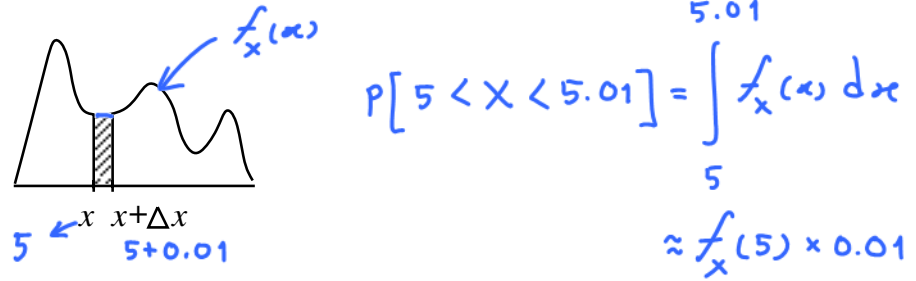 f_X(x)
5.01
P[5 < X < 5.01] = ∫ f_X(x) dx
5
x x+Δx
5 5+0.01
≈ f_X(5) × 0.01